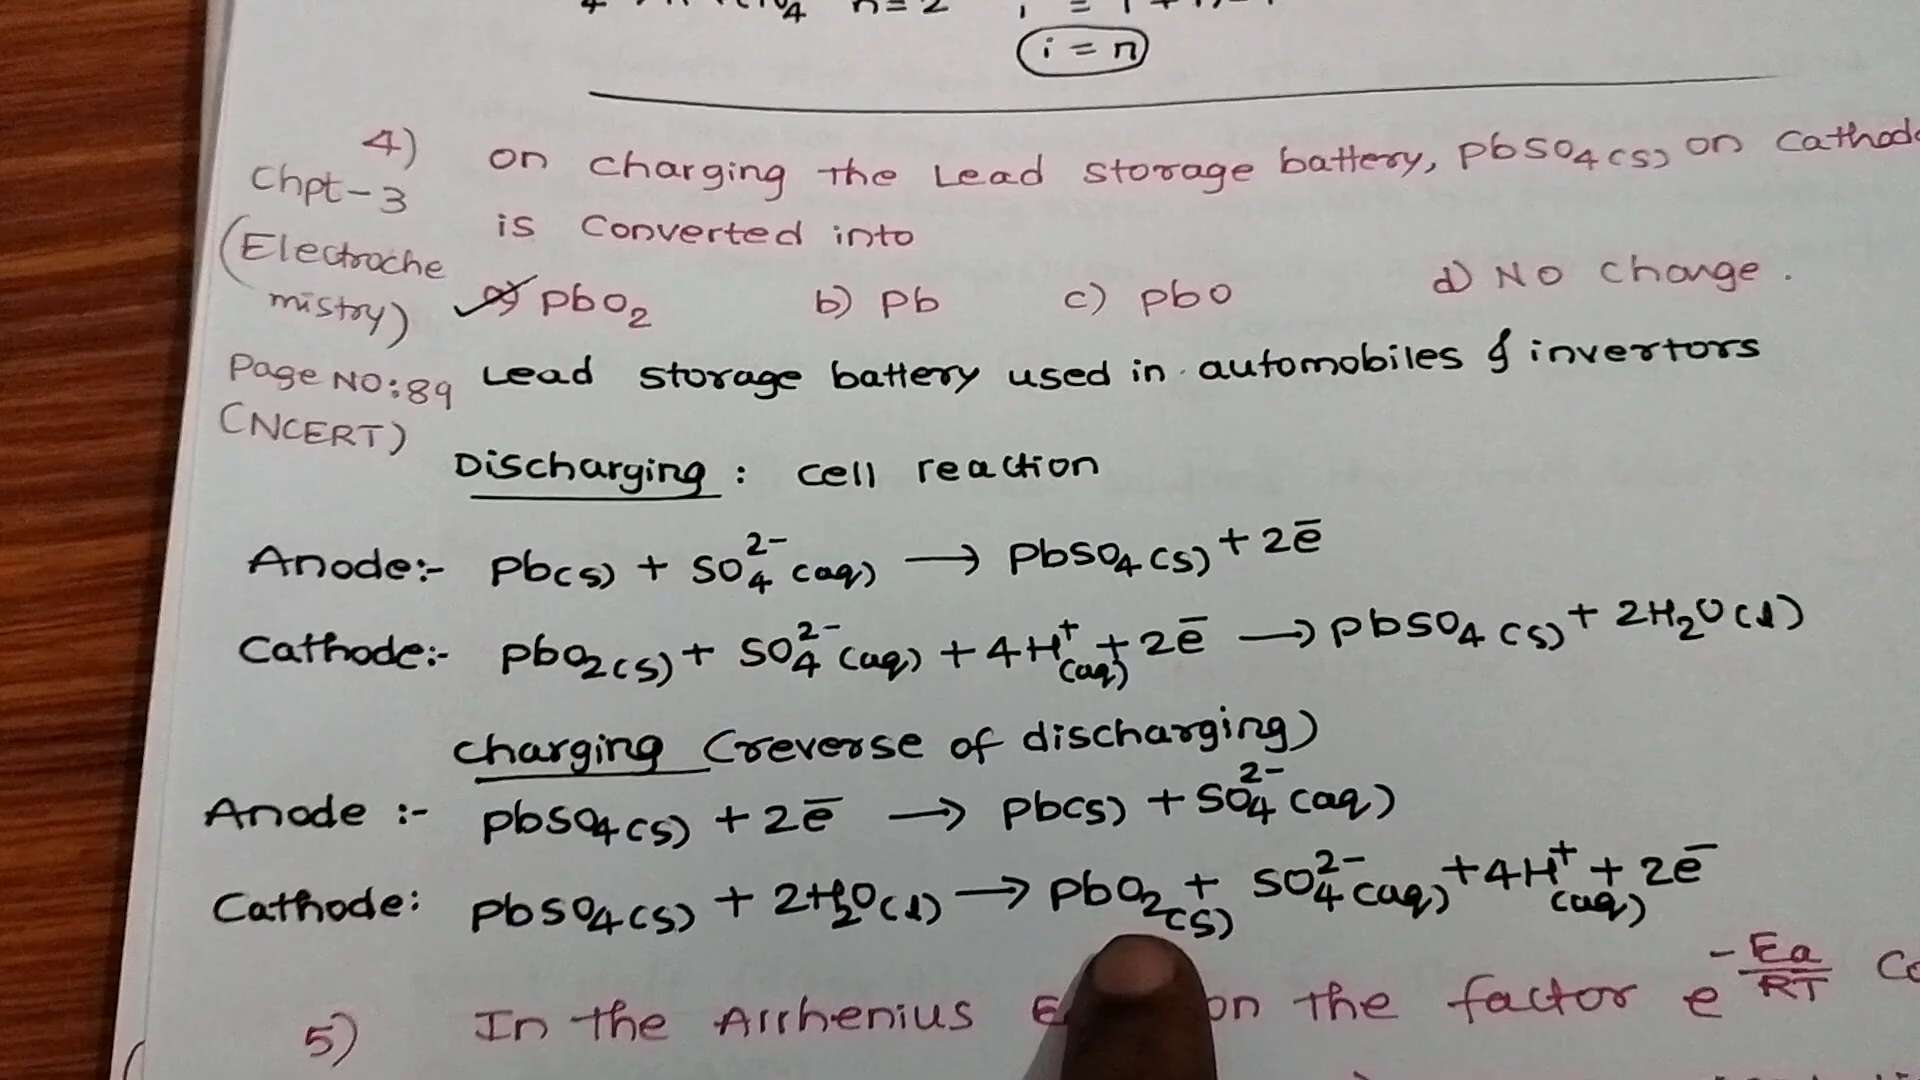 i = n
4) on charging the Lead storage battery, pbSO4(s) on Cathode
Chpt-3
is Converted into
(Electroche
mistry)
a) pbO2 b) pb c) pbO d) No change.
Page NO:89
(NCERT)
Lead storage battery used in automobiles & invertors
Discharging : cell reaction
Anode:- pb(s) + SO4^2-(aq) → pbSO4(s) + 2e̅
Cathode:- pbO2(s) + SO4^2-(aq) + 4H^+(aq) + 2e̅ → pbSO4(s) + 2H2O(l)
charging (reverse of discharging)
Anode :- pbSO4(s) + 2e̅ → pb(s) + SO4^2-(aq)
Cathode: pbSO4(s) + 2H2O(l) → pbO2(s) + SO4^2-(aq) + 4H^+(aq) + 2e̅
5) In the Arrhenius on the factor e^-Ea/RT